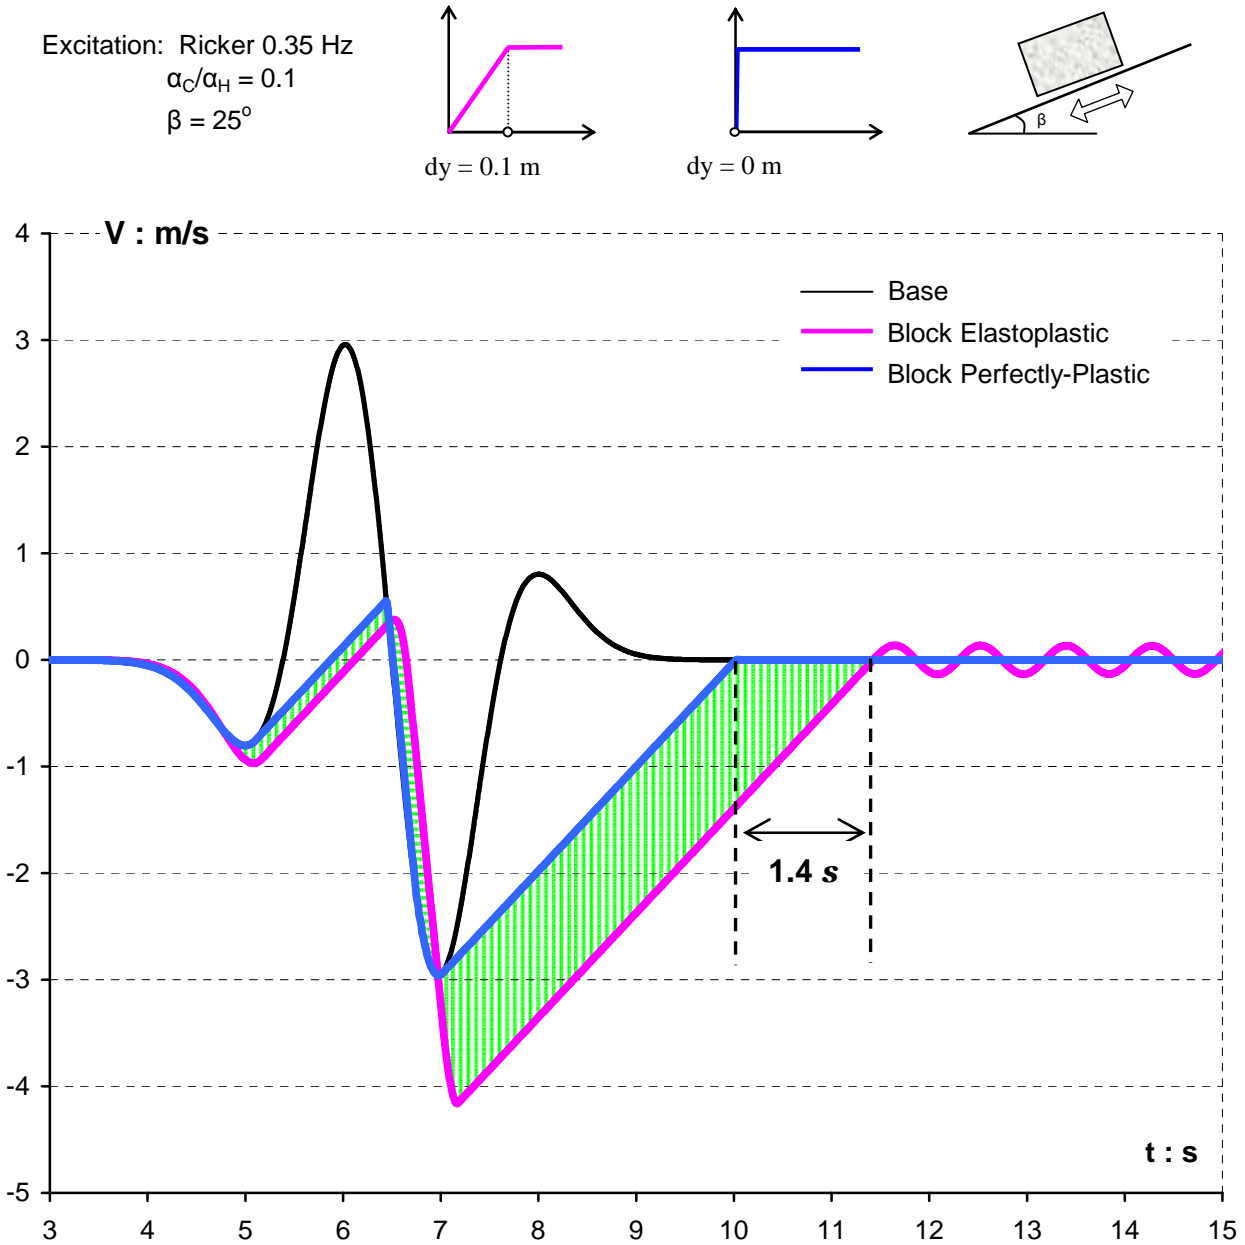 Excitation: Ricker 0.35 Hz
αC/αH = 0.1
β = 25o
dy = 0.1 m
dy = 0 m
β
V : m/s
Base
Block Elastoplastic
Block Perfectly-Plastic
4
3
2
1
0
-1
-2
-3
-4
-5
1.4 s
t : s
3 4 5 6 7 8 9 10 11 12 13 14 15